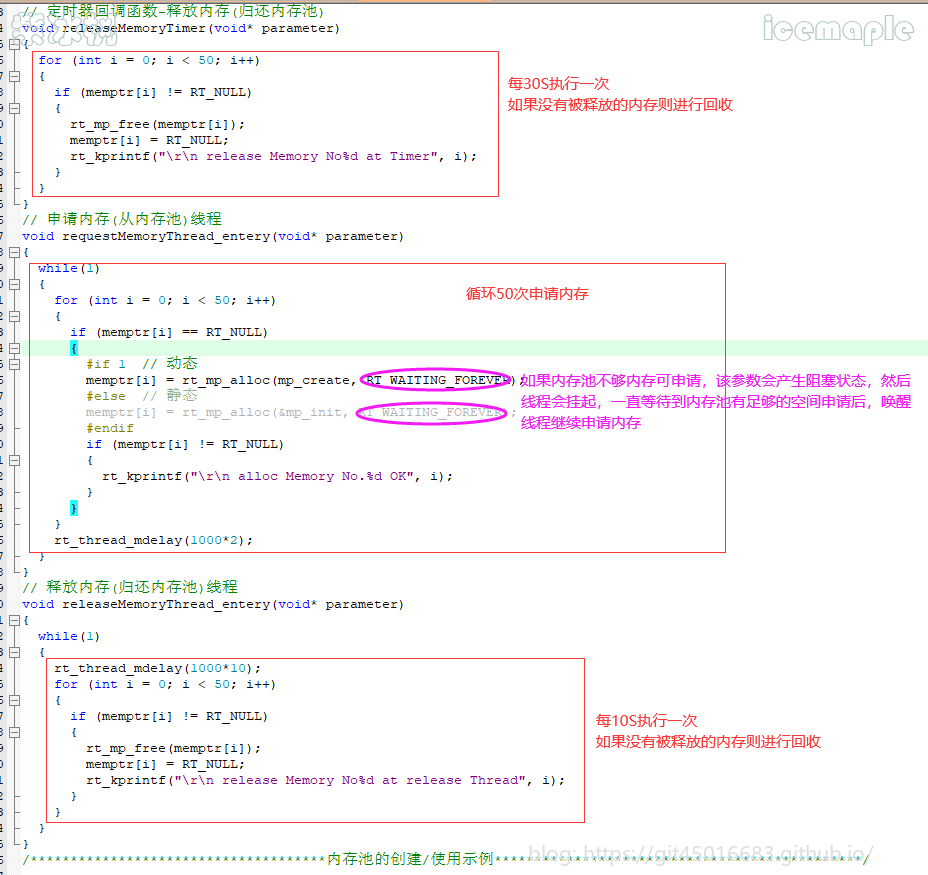 // 定时器回调函数-释放内存(归还内存池)
icemaple
void releaseMemoryTimer(void* parameter)
{
for (int i = 0; i < 50; i++)
{
每30S执行一次
if (memptr[i] != RT_NULL)
如果没有被释放的内存则进行回收
{
rt_mp_free(memptr[i]);
memptr[i] = RT_NULL;
rt_kprintf("\r\n release Memory No%d at Timer", i);
}
}
}
// 申请内存(从内存池)线程
void requestMemoryThread_entery(void* parameter)
{
while(1)
{
循环50次申请内存
for (int i = 0; i < 50; i++)
{
if (memptr[i] == RT_NULL)
{
#if 1 // 动态
memptr[i] = rt_mp_alloc(mp_create, RT_WAITING_FOREVER);
#else // 静态
memptr[i] = rt_mp_alloc(&mp_init, RT_WAITING_FOREVER);
#endif
如果内存池不够内存可申请，该参数会产生阻塞状态，然后
线程会挂起，一直等待到内存池有足够的空间申请后，唤醒
线程继续申请内存
if (memptr[i] != RT_NULL)
{
rt_kprintf("\r\n alloc Memory No.%d OK", i);
}
}
}
rt_thread_mdelay(1000*2);
}
}
// 释放内存(归还内存池)线程
void releaseMemoryThread_entery(void* parameter)
{
while(1)
{
rt_thread_mdelay(1000*10);
for (int i = 0; i < 50; i++)
{
if (memptr[i] != RT_NULL)
每10S执行一次
{
如果没有被释放的内存则进行回收
rt_mp_free(memptr[i]);
memptr[i] = RT_NULL;
rt_kprintf("\r\n release Memory No%d at release Thread", i);
}
}
}
}
/*************************************内存池的创建/使用示例**********************************************/
blog: https://git45016683.github.io/